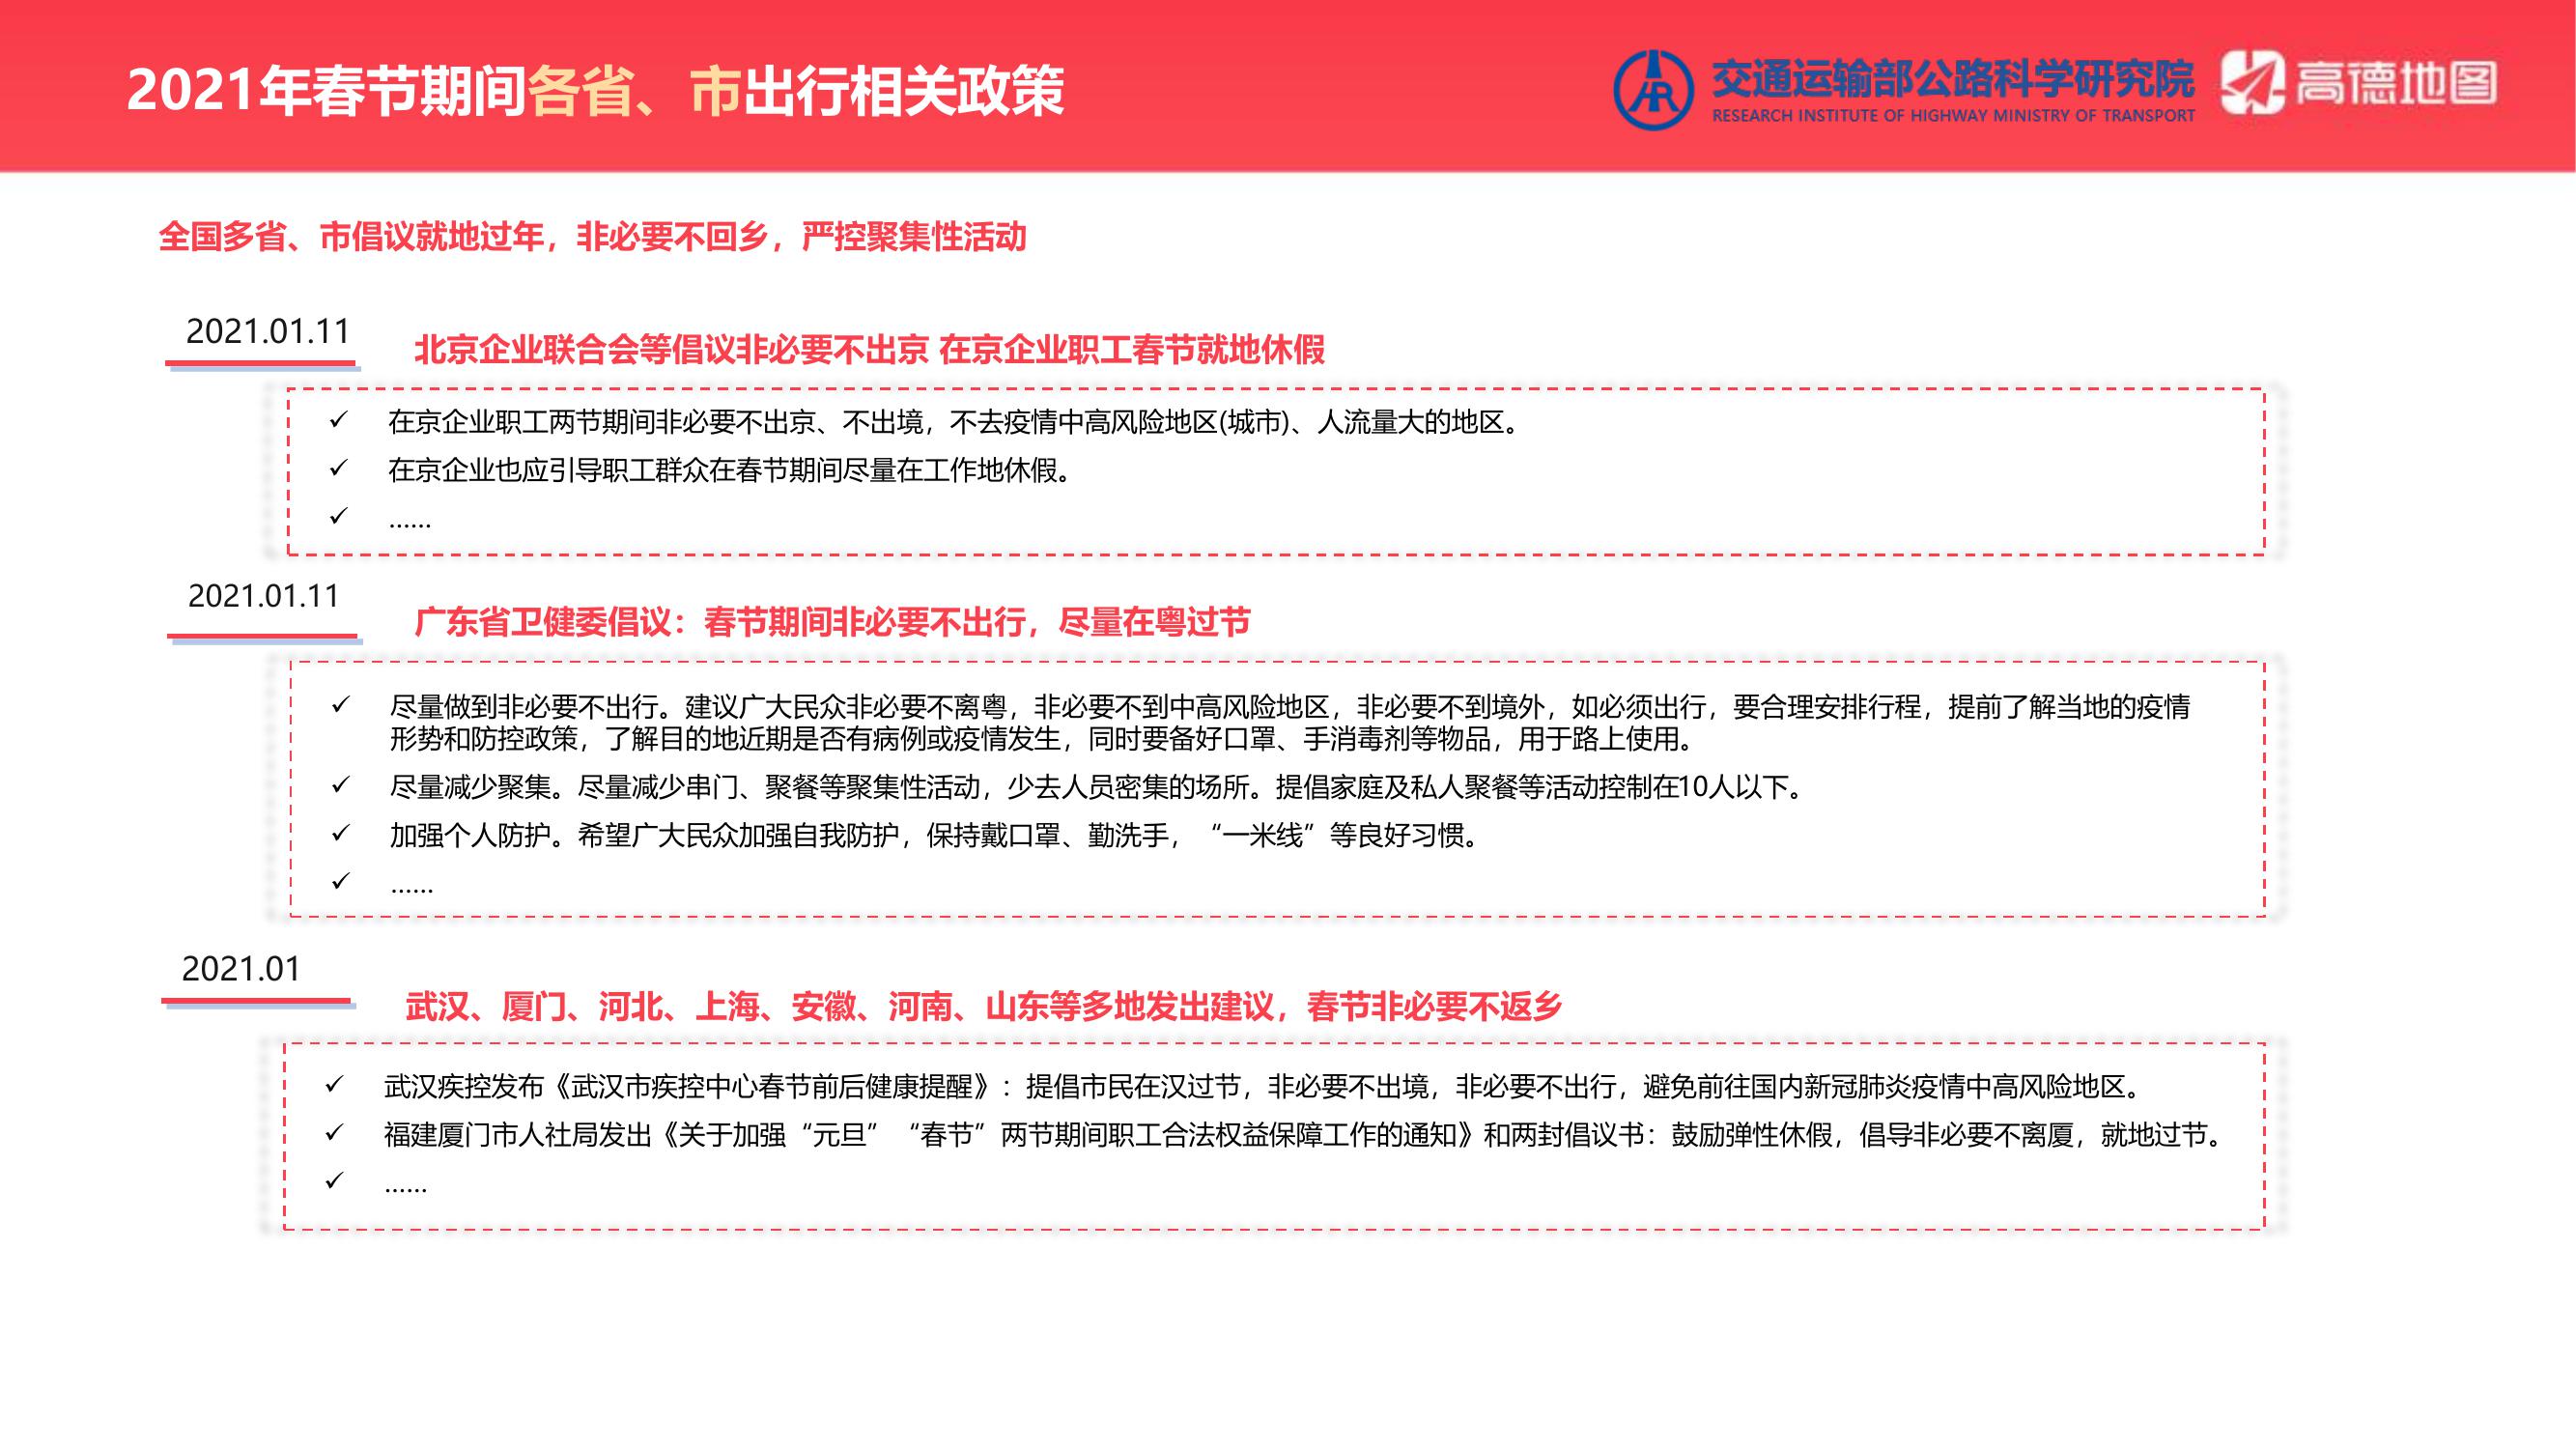 2021年春节期间各省、市出行相关政策
交通运输部公路科学研究院
RESEARCH INSTITUTE OF HIGHWAY MINISTRY OF TRANSPORT
高德地图
全国多省、市倡议就地过年，非必要不回乡，严控聚集性活动
2021.01.11
北京企业联合会等倡议非必要不出京 在京企业职工春节就地休假
✓ 在京企业职工两节期间非必要不出京、不出境，不去疫情中高风险地区(城市)、人流量大的地区。
✓ 在京企业也应引导职工群众在春节期间尽量在工作地休假。
✓ ……
2021.01.11
广东省卫健委倡议：春节期间非必要不出行，尽量在粤过节
✓ 尽量做到非必要不出行。建议广大民众非必要不离粤，非必要不到中高风险地区，非必要不到境外，如必须出行，要合理安排行程，提前了解当地的疫情
形势和防控政策，了解目的地近期是否有病例或疫情发生，同时要备好口罩、手消毒剂等物品，用于路上使用。
✓ 尽量减少聚集。尽量减少串门、聚餐等聚集性活动，少去人员密集的场所。提倡家庭及私人聚餐等活动控制在10人以下。
✓ 加强个人防护。希望广大民众加强自我防护，保持戴口罩、勤洗手，“一米线”等良好习惯。
✓ ……
2021.01
武汉、厦门、河北、上海、安徽、河南、山东等多地发出建议，春节非必要不返乡
✓ 武汉疾控发布《武汉市疾控中心春节前后健康提醒》：提倡市民在汉过节，非必要不出境，非必要不出行，避免前往国内新冠肺炎疫情中高风险地区。
✓ 福建厦门市人社局发出《关于加强“元旦”“春节”两节期间职工合法权益保障工作的通知》和两封倡议书：鼓励弹性休假，倡导非必要不离厦，就地过节。
✓ ……